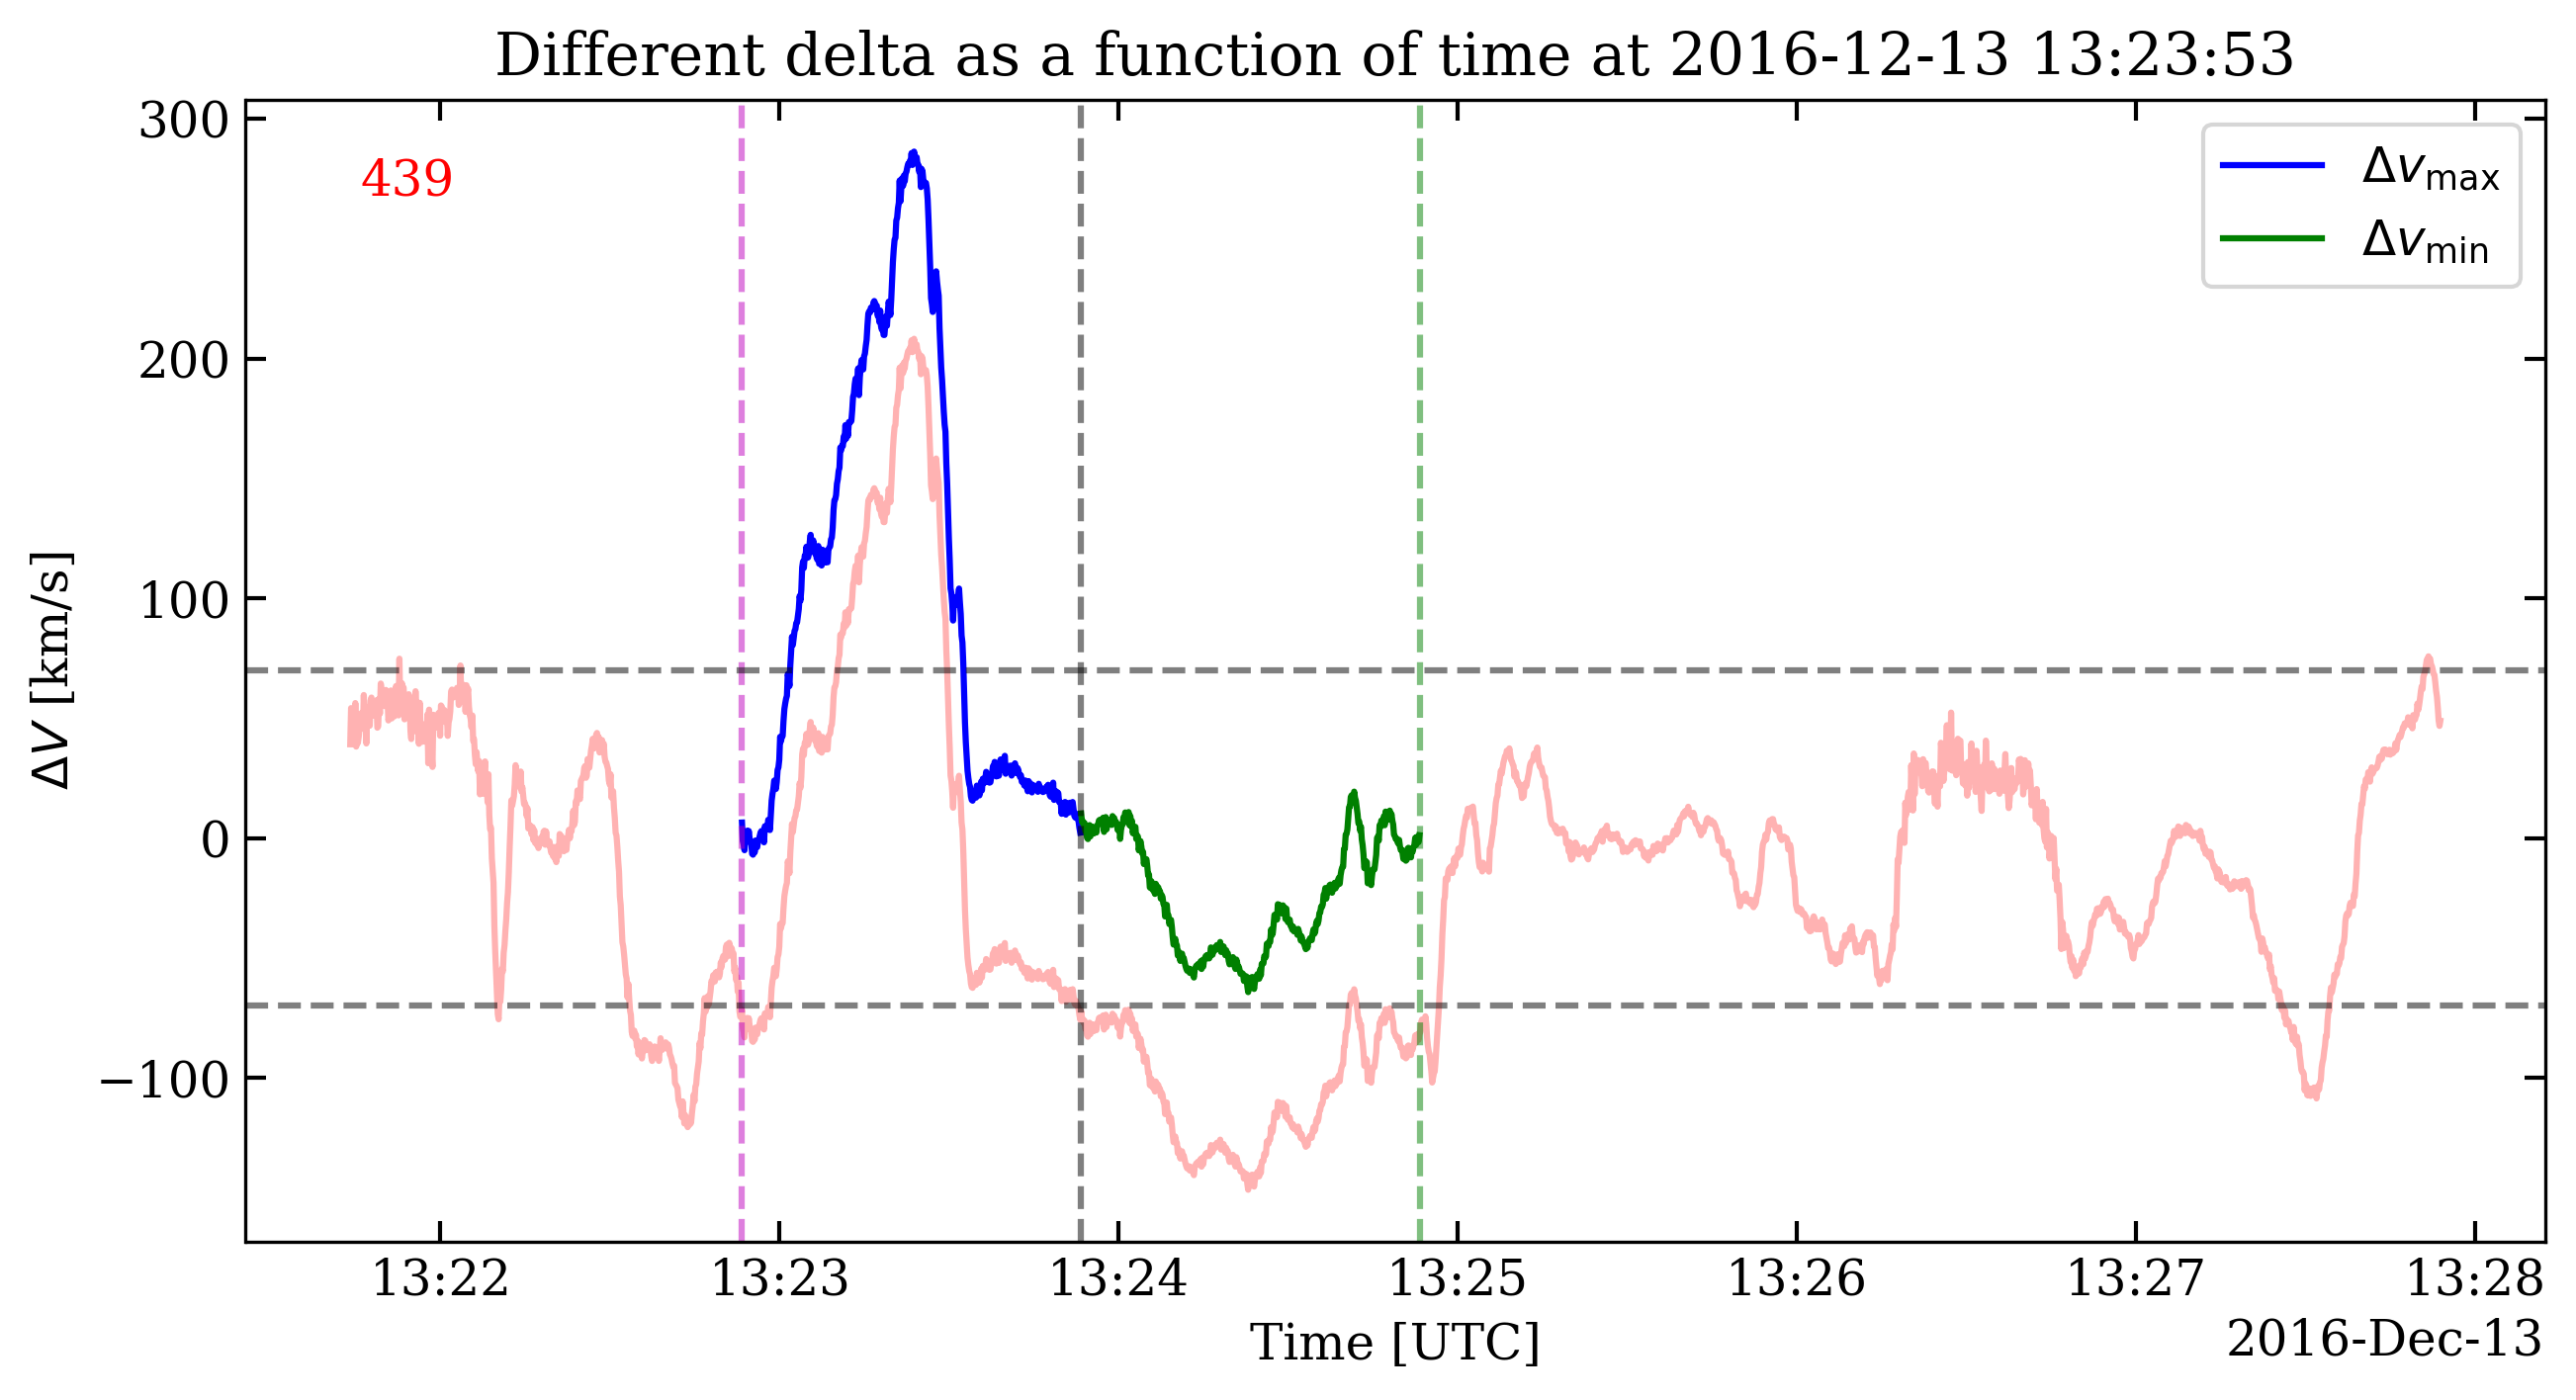 Different delta as a function of time at 2016-12-13 13:23:53
300
200
100
0
−100
ΔV [km/s]
439
Δv_max
Δv_min
13:22 13:23 13:24 13:25 13:26 13:27 13:28
Time [UTC]
2016-Dec-13